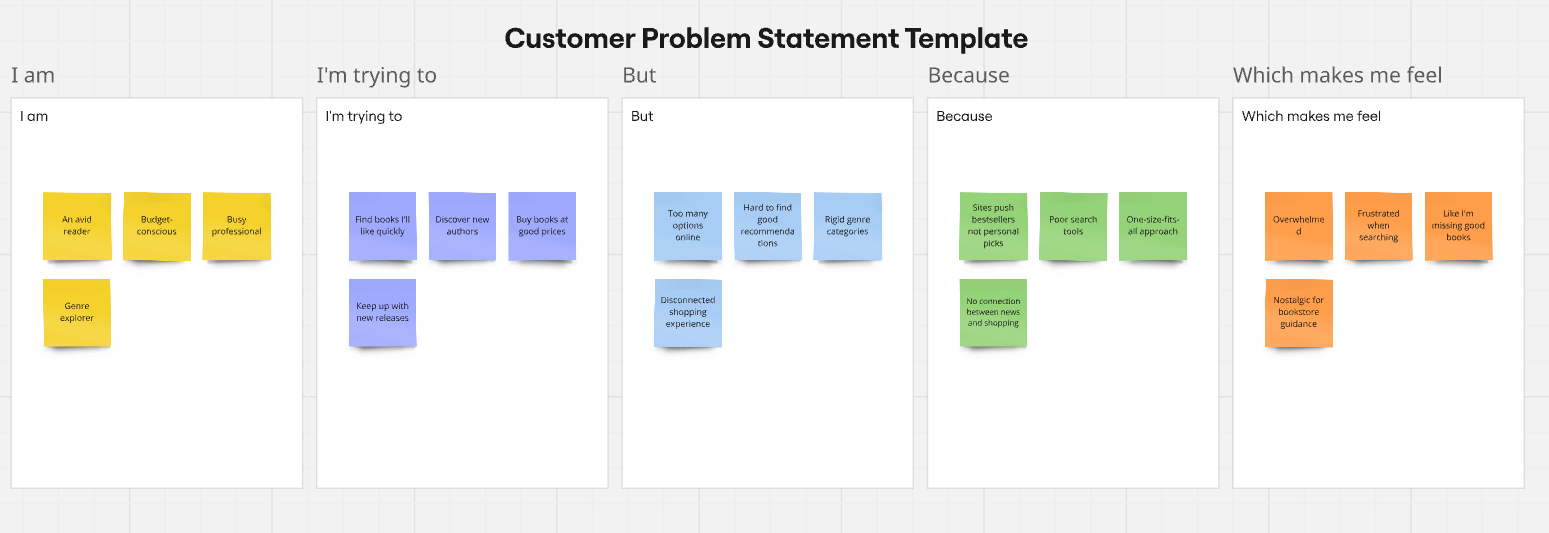 Customer Problem Statement Template
I am
I'm trying to
But
Because
Which makes me feel
I am
An avid
reader
Budget-
conscious
Busy
professional
Genre
explorer
I'm trying to
Find books I'll
like quickly
Discover new
authors
Buy books at
good prices
Keep up with
new releases
But
Too many
options
online
Hard to find
good
recommenda
tions
Rigid genre
categories
Disconnected
shopping
experience
Because
Sites push
bestsellers
not personal
picks
Poor search
tools
One-size-fits-
all approach
No connection
between news
and shopping
Which makes me feel
Overwhelme
d
Frustrated
when
searching
Like I'm
missing good
books
Nostalgic for
bookstore
guidance